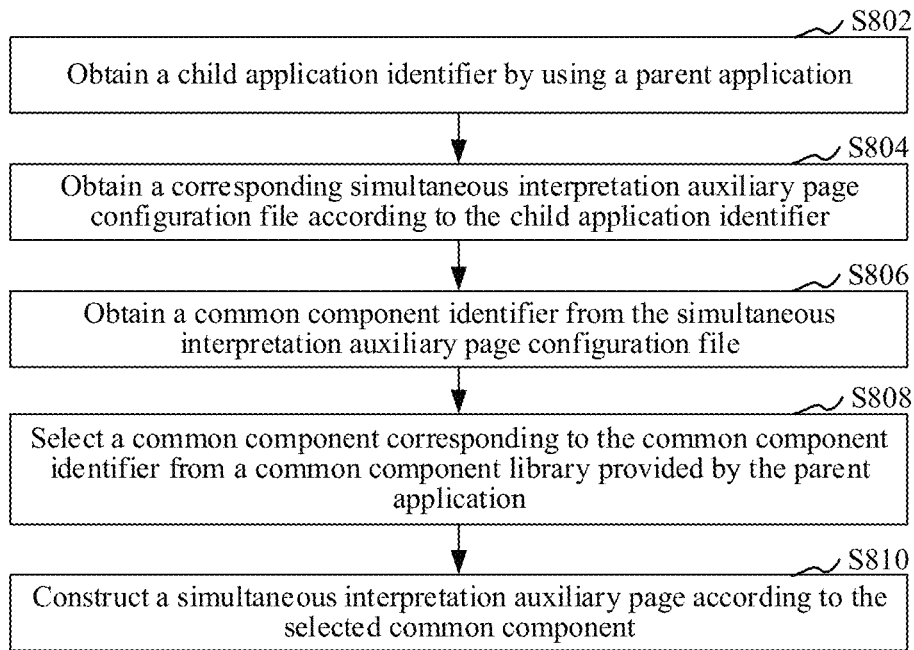 S802
Obtain a child application identifier by using a parent application
S804
Obtain a corresponding simultaneous interpretation auxiliary page
configuration file according to the child application identifier
S806
Obtain a common component identifier from the simultaneous
interpretation auxiliary page configuration file
S808
Select a common component corresponding to the common component
identifier from a common component library provided by the parent
application
S810
Construct a simultaneous interpretation auxiliary page according to the
selected common component